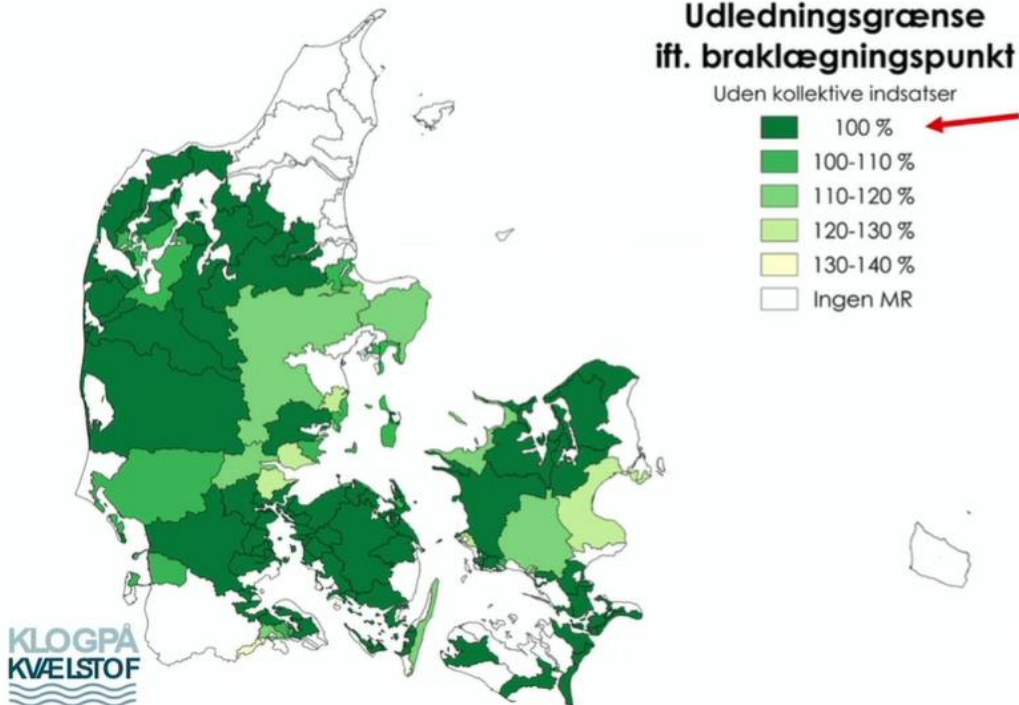 Udledningsgrænse
ift. braklægningspunkt
Uden kollektive indsatser
100 %
100-110 %
110-120 %
120-130 %
130-140 %
Ingen MR
KLOGPÅ
KVÆLSTOF